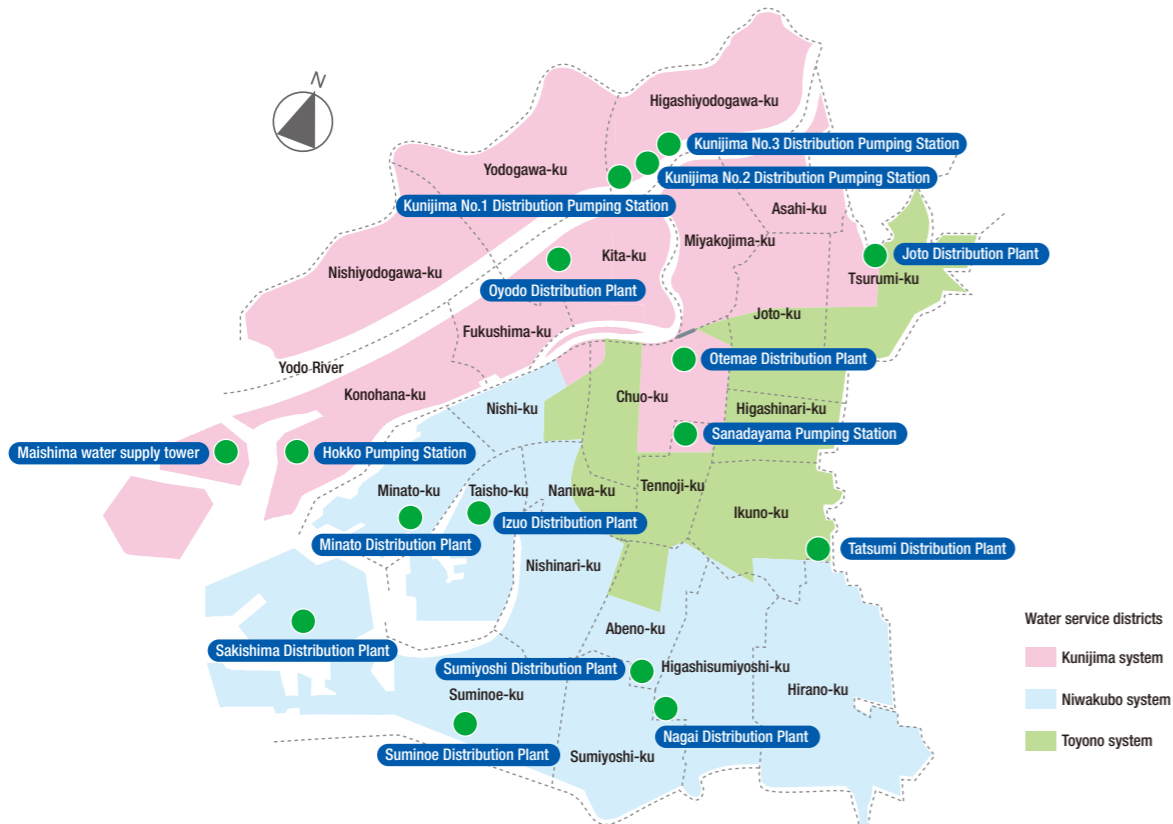 N
Higashiyodogawa-ku
Kunijima No.3 Distribution Pumping Station
Yodogawa-ku
Kunijima No.2 Distribution Pumping Station
Kunijima No.1 Distribution Pumping Station
Asahi-ku
Miyakojima-ku
Kita-ku
Joto Distribution Plant
Nishiyodogawa-ku
Tsurumi-ku
Oyodo Distribution Plant
Joto-ku
Fukushima-ku
Yodo River
Otemae Distribution Plant
Konohana-ku
Chuo-ku
Nishi-ku
Higashinari-ku
Sanadayama Pumping Station
Maishima water supply tower
Hokko Pumping Station
Minato-ku
Taisho-ku
Naniwa-ku
Tennoji-ku
Ikuno-ku
Izuo Distribution Plant
Minato Distribution Plant
Tatsumi Distribution Plant
Nishinari-ku
Abeno-ku
Sakishima Distribution Plant
Sumiyoshi Distribution Plant
Higashisumiyoshi-ku
Suminoe-ku
Hirano-ku
Nagai Distribution Plant
Suminoe Distribution Plant
Sumiyoshi-ku
Water service districts
Kunijima system
Niwakubo system
Toyono system